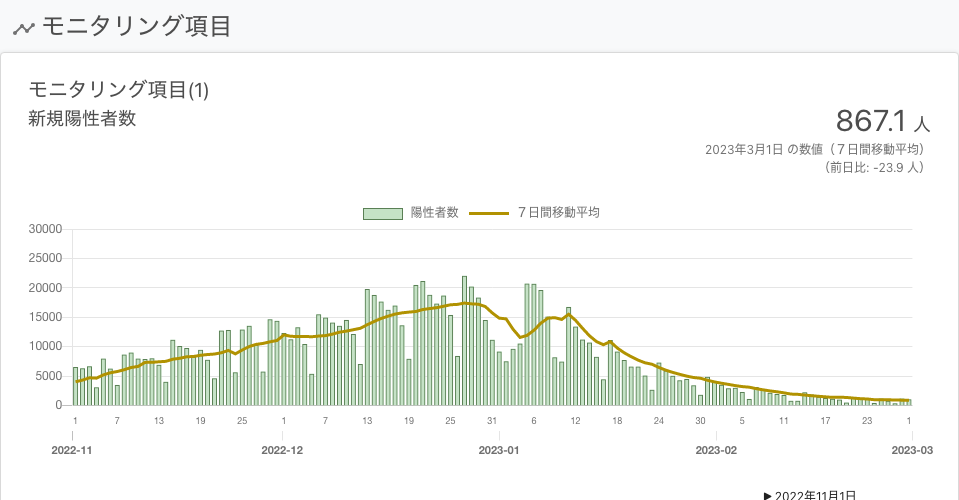 モニタリング項目
モニタリング項目(1)
新規陽性者数
867.1 人
2023年3月1日 の数値（７日間移動平均）
（前日比: -23.9 人）
陽性者数 ７日間移動平均
30000
25000
20000
15000
10000
5000
0
1 7 13 19 25 1 7 13 19 25 31 6 12 18 24 30 5 11 17 23 1
2022-11 2022-12 2023-01 2023-02 2023-03
▶ 2022年11月1日